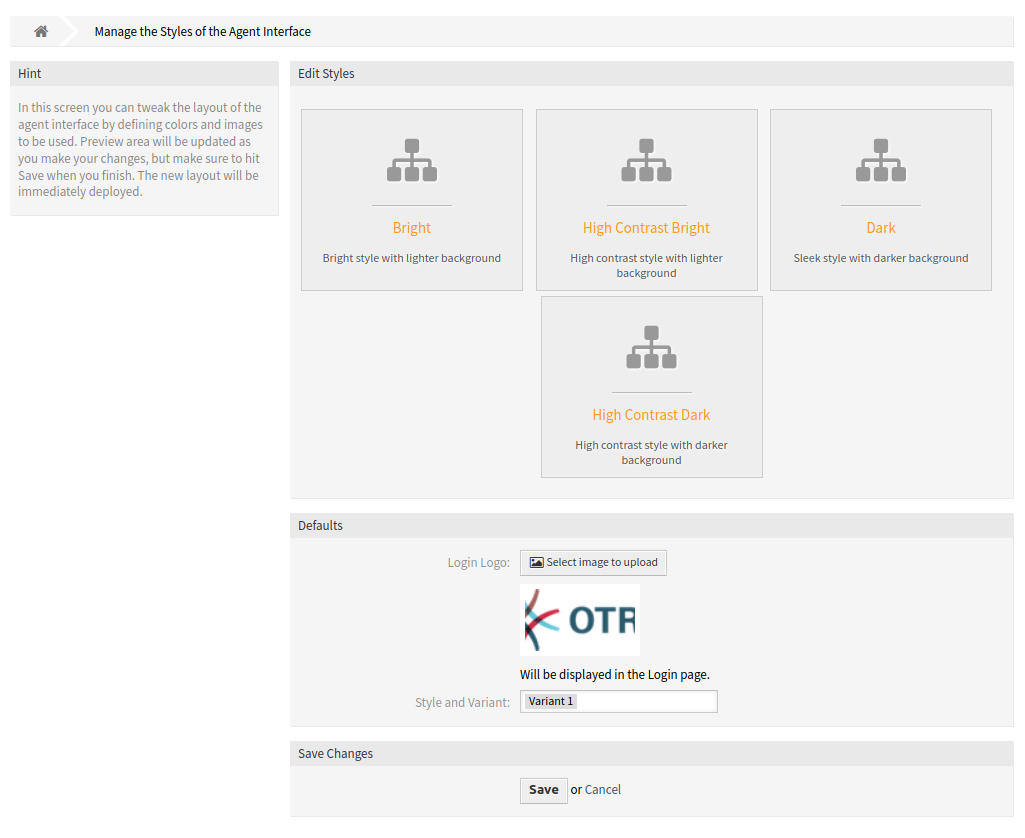 Manage the Styles of the Agent Interface
Hint
In this screen you can tweak the layout of the
agent interface by defining colors and images
to be used. Preview area will be updated as
you make your changes, but make sure to hit
Save when you finish. The new layout will be
immediately deployed.
Edit Styles
Bright
Bright style with lighter background
High Contrast Bright
High contrast style with lighter
background
Dark
Sleek style with darker background
High Contrast Dark
High contrast style with darker
background
Defaults
Login Logo:
Select image to upload
OTR
Will be displayed in the Login page.
Style and Variant:
Variant 1
Save Changes
Save or Cancel